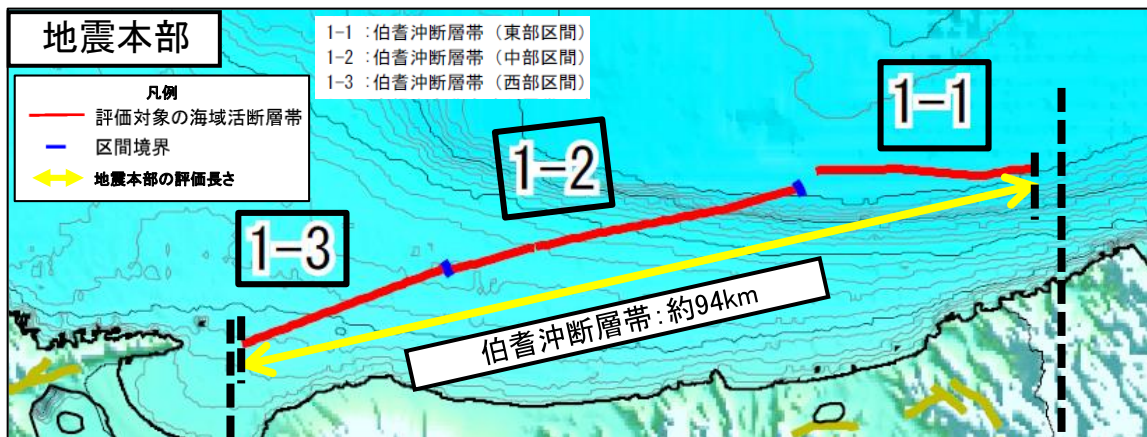 地震本部
1-1 :伯耆沖断層帯（東部区間）
1-2 :伯耆沖断層帯（中部区間）
1-3 :伯耆沖断層帯（西部区間）
凡例
評価対象の海域活断層帯
区間境界
地震本部の評価長さ
1-1
1-2
1-3
伯耆沖断層帯:約94km